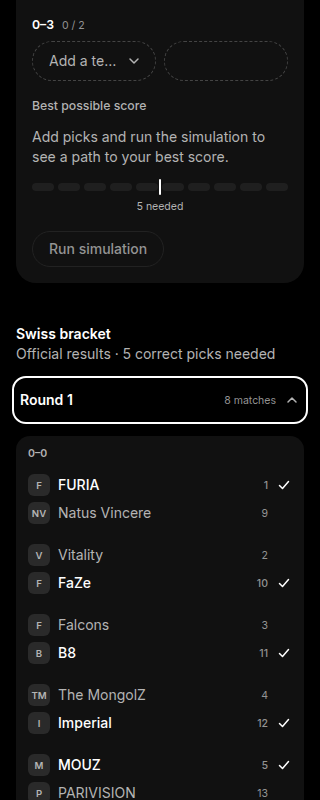 0–3 0 / 2
Add a te...
Best possible score
Add picks and run the simulation to
see a path to your best score.
5 needed
Run simulation
Swiss bracket
Official results · 5 correct picks needed
Round 1 8 matches
0–0
F FURIA 1
NV Natus Vincere 9
V Vitality 2
F FaZe 10
F Falcons 3
B B8 11
TM The MongolZ 4
I Imperial 12
M MOUZ 5
P PARIVISION 13